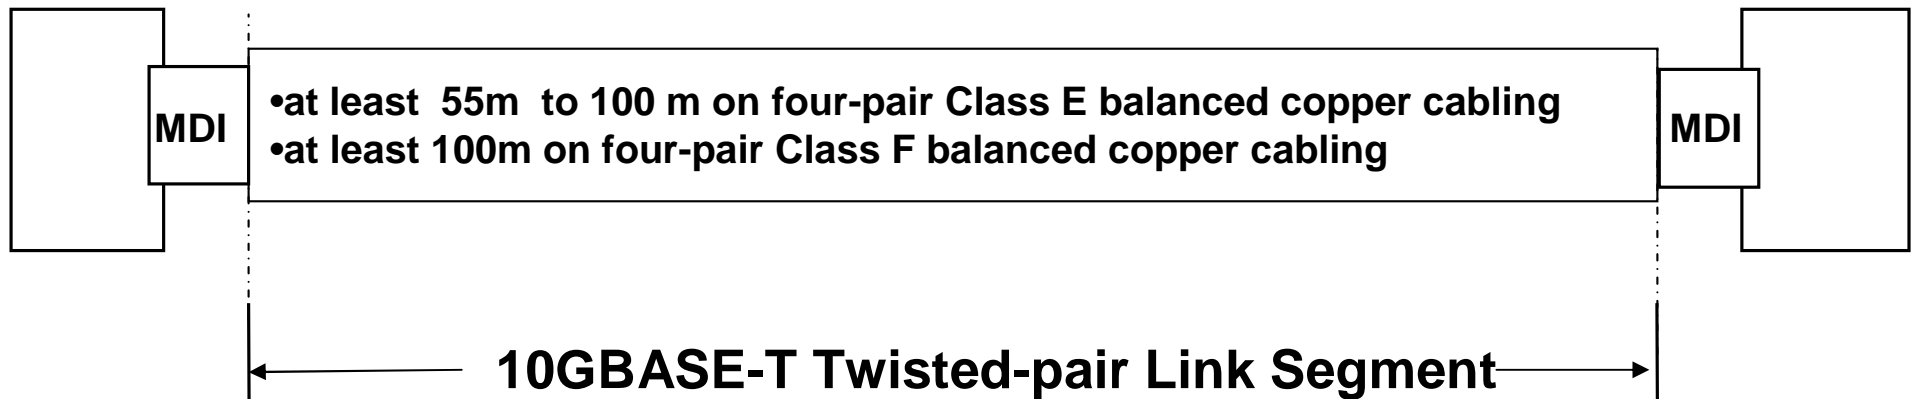 MDI
•at least  55m  to 100 m on four-pair Class E balanced copper cabling
•at least 100m on four-pair Class F balanced copper cabling
MDI
10GBASE-T Twisted-pair Link Segment